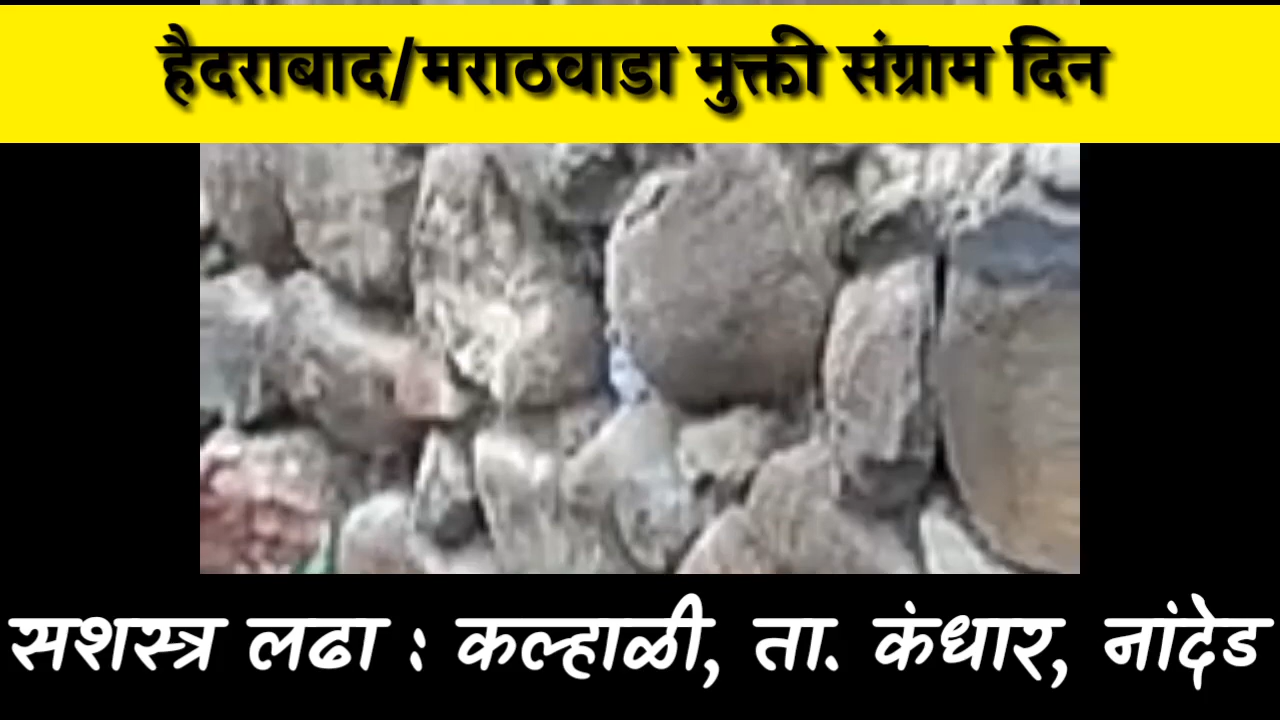 हैदराबाद/मराठवाडा मुक्ती संग्राम दिन
सशस्त्र लढा : कल्हाळी, ता. कंधार, नांदेड